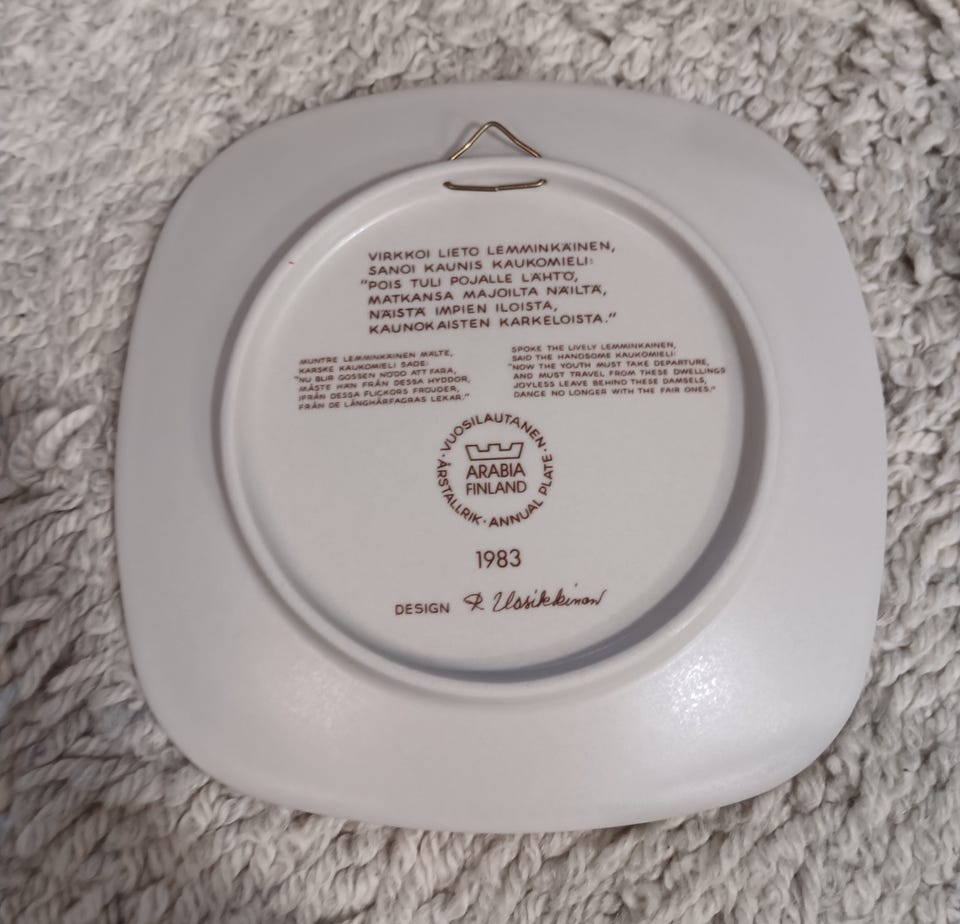 VIRKKOI LIETO LEMMINKÄINEN,
SANOI KAUNIS KAUKOMIELI:
"POIS TULI POJALLE LÄHTÖ,
MATKANSA MAJOILTA NÄILTÄ,
NÄISTÄ IMPIEN ILOISTA,
KAUNOKAISTEN KARKELOISTA."
MUNTRE LEMMINKÄINEN MÄLTE,
KARSKE KAUKOMIELI SADE:
"NU BLIR GOSSEN NÖDD ATT FARA,
MÅSTE HAN FRÅN DESSA HYDDOR,
IFRÅN DESSA FLICKORS FRÖJDER,
FRÅN DE LÅNGHÅRFAGRAS LEKAR."
SPOKE THE LIVELY LEMMINKAINEN,
SAID THE HANDSOME KAUKOMIELI:
"NOW THE YOUTH MUST TAKE DEPARTURE,
AND MUST TRAVEL FROM THESE DWELLINGS
JOYLESS LEAVE BEHIND THESE DAMSELS,
DANCE NO LONGER WITH THE FAIR ONES."
· VUOSILAUTANEN · ANNUAL PLATE · ÅRSTALLRIK
ARABIA
FINLAND
1983
DESIGN R. Uosikkinen